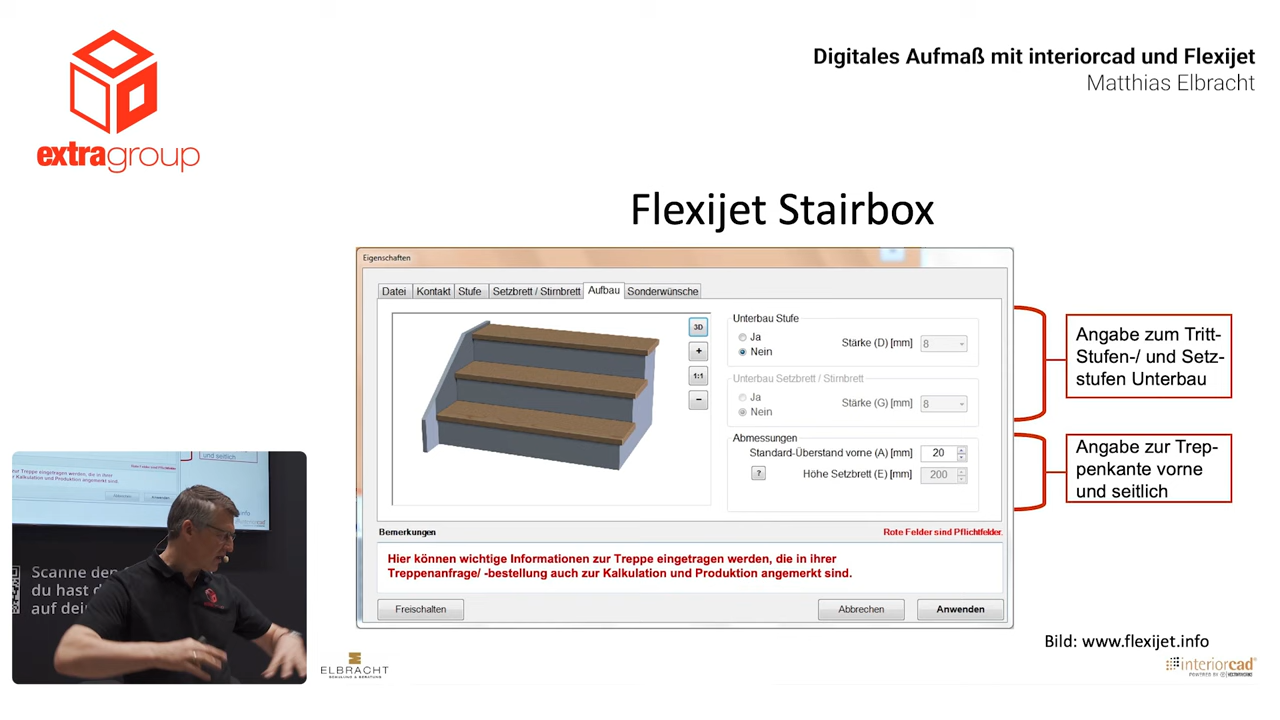 extragroup
Digitales Aufmaß mit interiorcad und Flexijet
Matthias Elbracht
Flexijet Stairbox
Eigenschaften
Datei
Kontakt
Stufe
Setzbrett / Stirnbrett
Aufbau
Sonderwünsche
3D
+
1:1
−
Unterbau Stufe
Ja
Nein
Stärke (D) [mm]
8
Unterbau Setzbrett / Stirnbrett
Ja
Nein
Stärke (G) [mm]
8
Abmessungen
Standard-Überstand vorne (A) [mm]
20
?
Höhe Setzbrett (E) [mm]
200
Angabe zum Tritt-
Stufen-/ und Setz-
stufen Unterbau
Angabe zur Trep-
penkante vorne
und seitlich
Bemerkungen
Rote Felder sind Pflichtfelder.
Hier können wichtige Informationen zur Treppe eingetragen werden, die in ihrer
Treppenanfrage/ -bestellung auch zur Kalkulation und Produktion angemerkt sind.
Freischalten
Abbrechen
Anwenden
Bild: www.flexijet.info
Scanne den
du hast d
auf dei
ELBRACHT
SCHULUNG & BERATUNG
interiorcad
POWERED BY VECTORWORKS